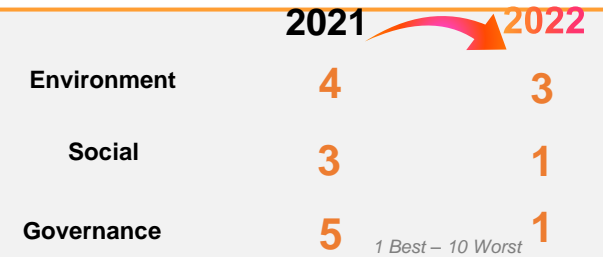 2021 2022
Environment 4 3
Social 3 1
Governance 5 1
1 Best – 10 Worst